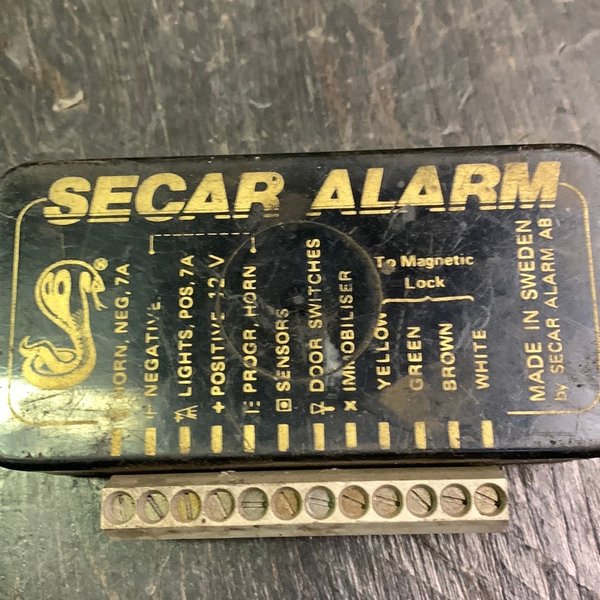 SECAR ALARM
®
HORN, NEG, 7A
NEGATIVE,
LIGHTS, POS, 7A
+ POSITIVE 12 V
PROGR, HORN
SENSORS
DOOR SWITCHES
x IMMOBILISER
To Magnetic
Lock
YELLOW
GREEN
BROWN
WHITE
MADE IN SWEDEN
by SECAR ALARM AB